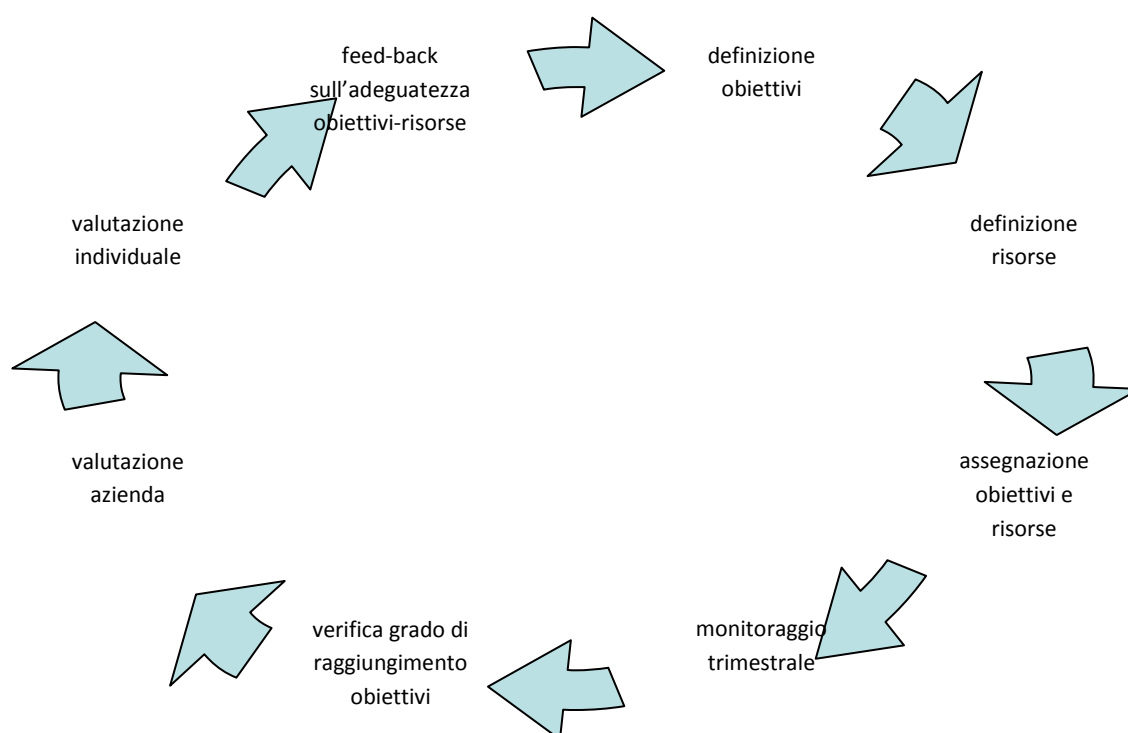 feed-back
sull’adeguatezza
obiettivi-risorse
definizione
obiettivi
definizione
risorse
assegnazione
obiettivi e
risorse
monitoraggio
trimestrale
verifica grado di
raggiungimento
obiettivi
valutazione
azienda
valutazione
individuale